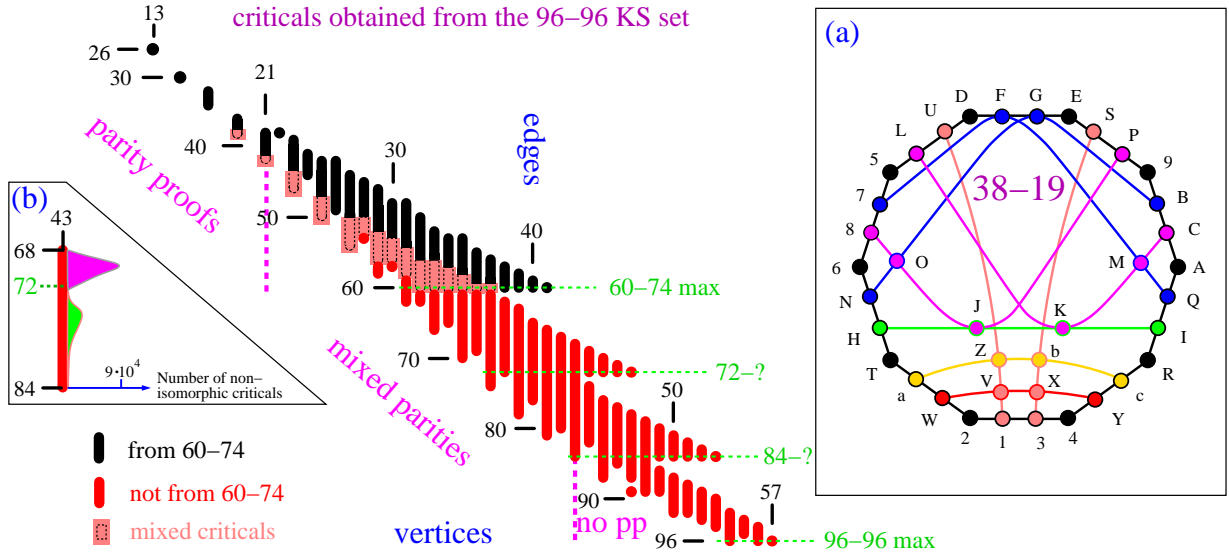 criticals obtained from the 96–96 KS set
13
26
30
21
40
parity proofs
30
edges
50
40
60
60–74 max
mixed parities
70
72–?
50
80
84–?
90
57
no pp
vertices
96
96–96 max
(b)
43
68
72
84
9·10⁴
Number of non–
isomorphic criticals
from 60–74
not from 60–74
mixed criticals
(a)
D F G E
U S
L P
5 9
38–19
7 B
8 C
O M
6 A
N Q
J K
H I
Z b
T R
V X
a c
W Y
2 1 3 4